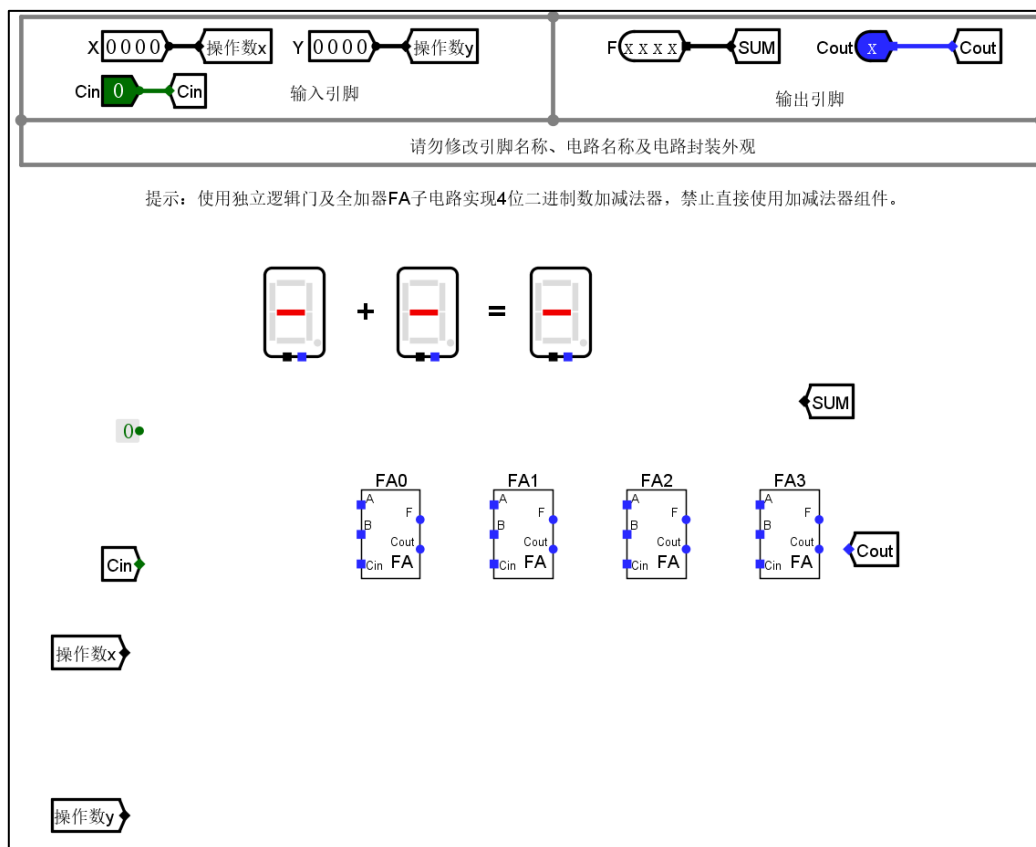 X 0000 操作数x Y 0000 操作数y F xxxx SUM Cout x Cout
Cin 0 Cin 输入引脚 输出引脚
请勿修改引脚名称、电路名称及电路封装外观
提示：使用独立逻辑门及全加器FA子电路实现4位二进制数加减法器，禁止直接使用加减法器组件。
+ =
SUM
0
FA0 FA1 FA2 FA3
A A A A
F F F F
B B B B
Cout Cout Cout Cout Cout
Cin Cin FA Cin FA Cin FA Cin FA
操作数x
操作数y